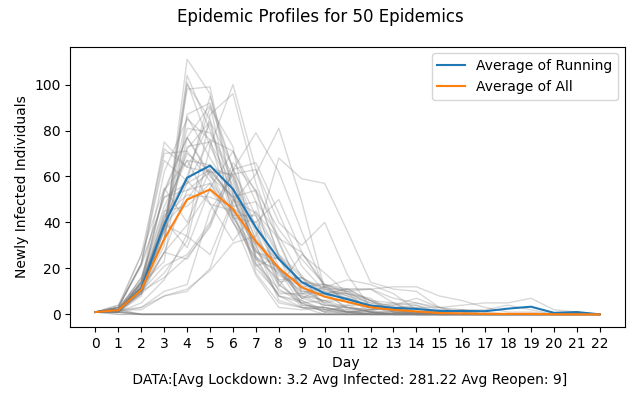 Epidemic Profiles for 50 Epidemics
Newly Infected Individuals
100
80
60
40
20
0
Average of Running
Average of All
0 1 2 3 4 5 6 7 8 9 10 11 12 13 14 15 16 17 18 19 20 21 22
Day
DATA:[Avg Lockdown: 3.2 Avg Infected: 281.22 Avg Reopen: 9]